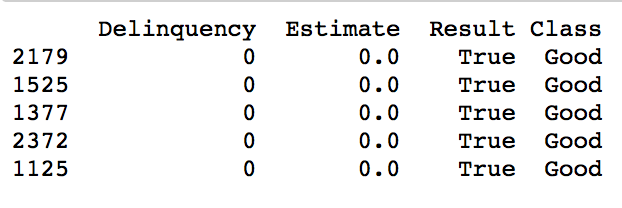 Delinquency Estimate Result Class
2179 0 0.0 True Good
1525 0 0.0 True Good
1377 0 0.0 True Good
2372 0 0.0 True Good
1125 0 0.0 True Good